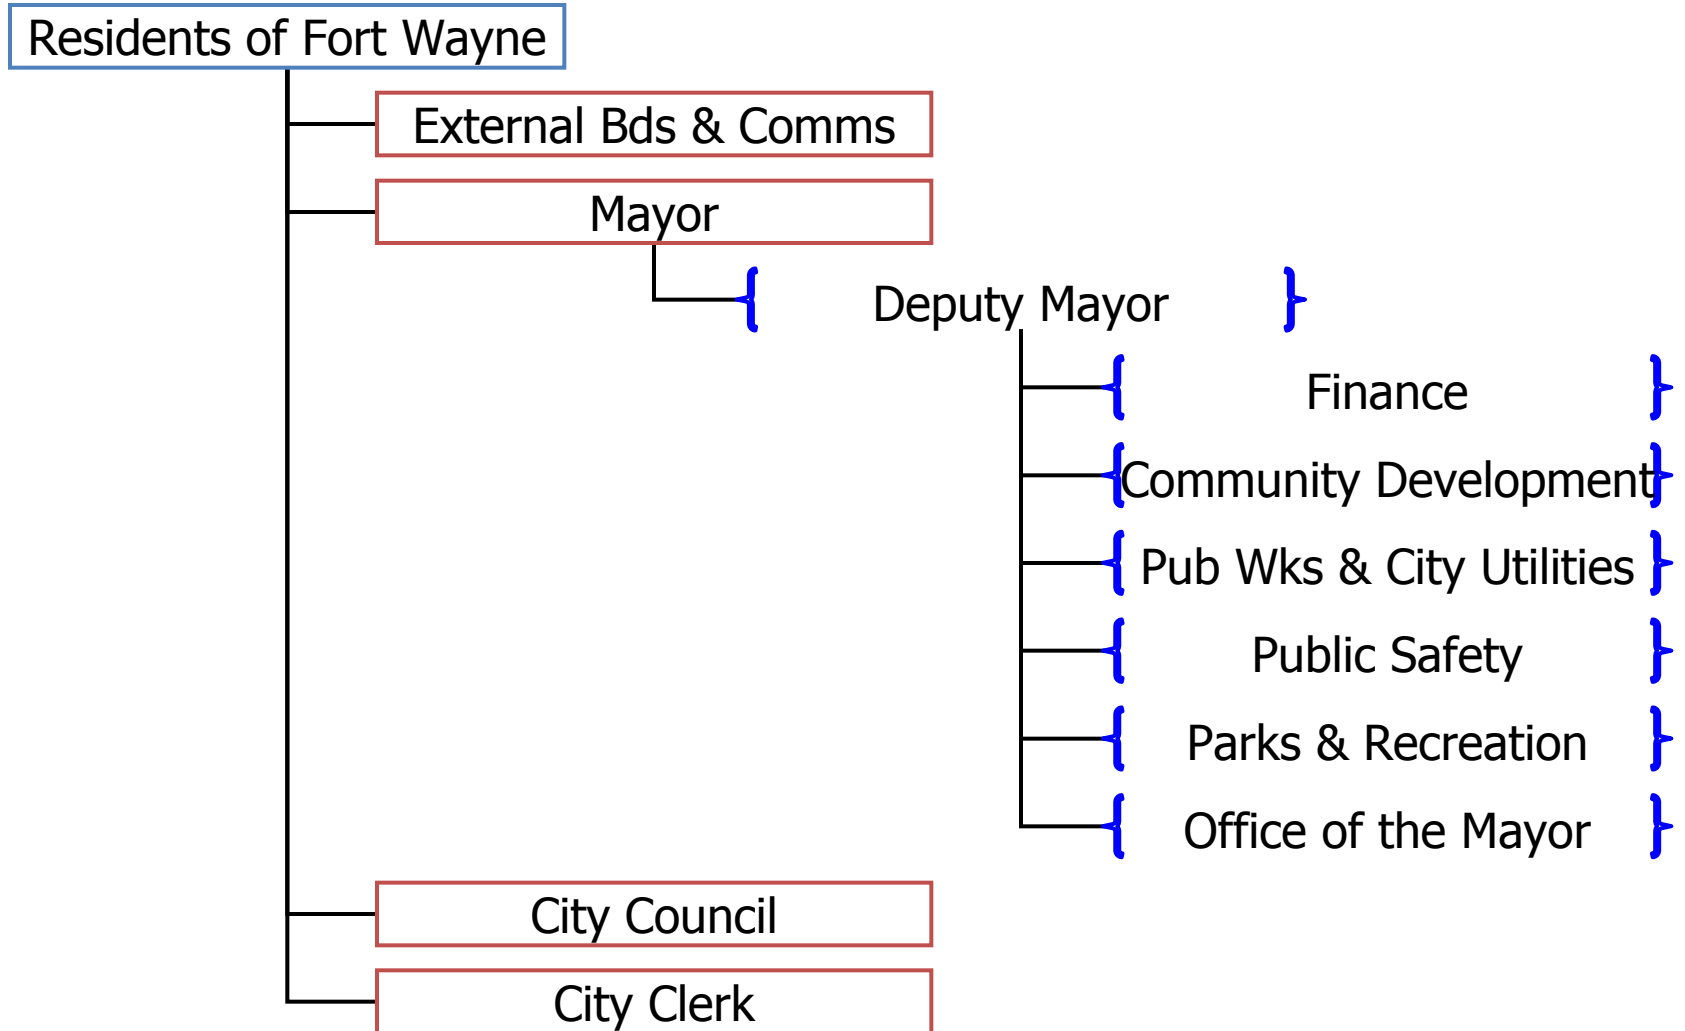 Residents of Fort Wayne
External Bds & Comms
Mayor
Deputy Mayor
Finance
Community Development
Pub Wks & City Utilities
Public Safety
Parks & Recreation
Office of the Mayor
City Council
City Clerk